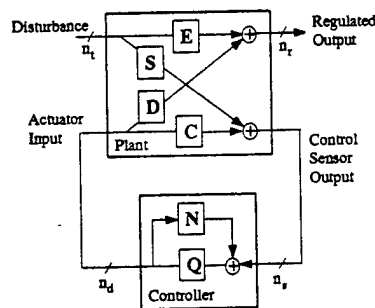 Disturbance
Regulated Output
n_t
E
n_r
S
D
Actuator Input
C
Plant
Control Sensor Output
N
Q
n_d
n_s
Controller